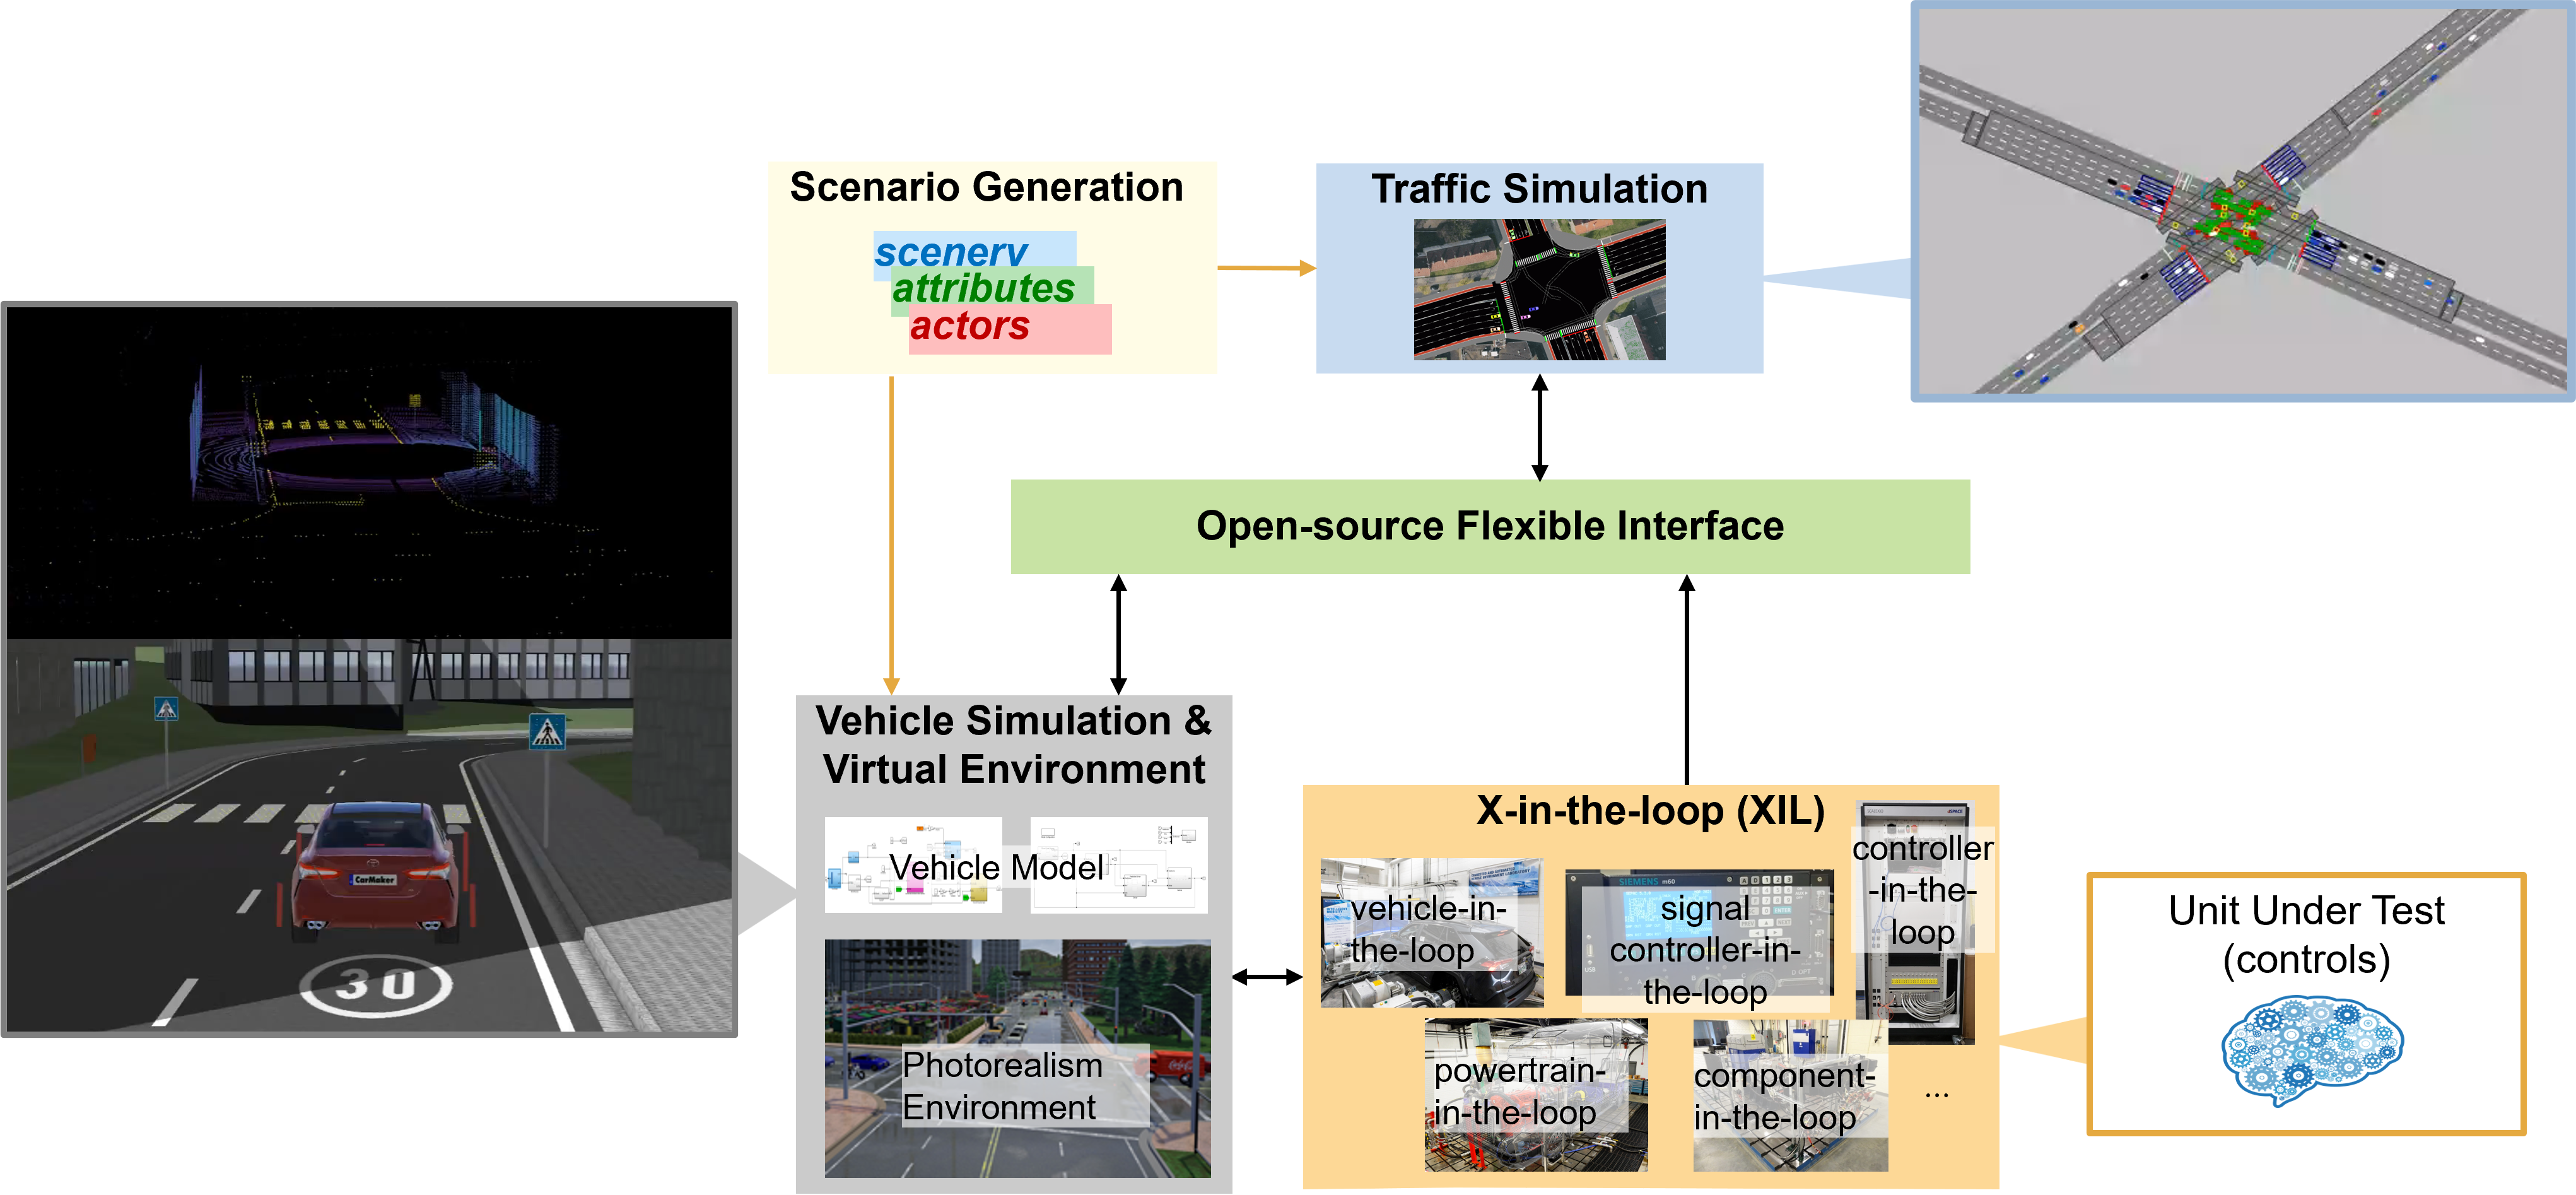 Scenario Generation
scenery
attributes
actors
Traffic Simulation
Open-source Flexible Interface
Vehicle Simulation &
Virtual Environment
Vehicle Model
Photorealism
Environment
CarMaker
30
X-in-the-loop (XIL)
vehicle-in-
the-loop
SIEMENS m60
signal
controller-in-
the-loop
controller
-in-the-
loop
powertrain-
in-the-loop
component-
in-the-loop
...
Unit Under Test
(controls)